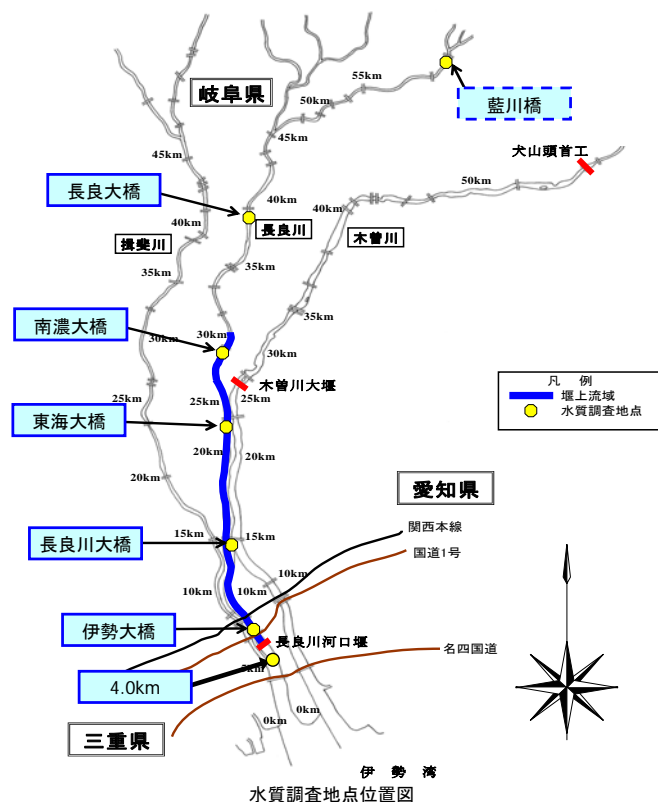 岐阜県
55km
50km
藍川橋
45km
犬山頭首工
45km
50km
長良大橋
40km
40km
40km
揖斐川
長良川
木曽川
35km
35km
35km
南濃大橋
30km
30km
30km
木曽川大堰
凡 例
堰上流域
水質調査地点
25km
25km
25km
東海大橋
20km
20km
20km
愛知県
関西本線
国道1号
15km
15km
長良川大橋
10km
10km
10km
伊勢大橋
長良川河口堰
名四国道
5km
4.0km
0km
0km
三重県
伊 勢 湾
水質調査地点位置図